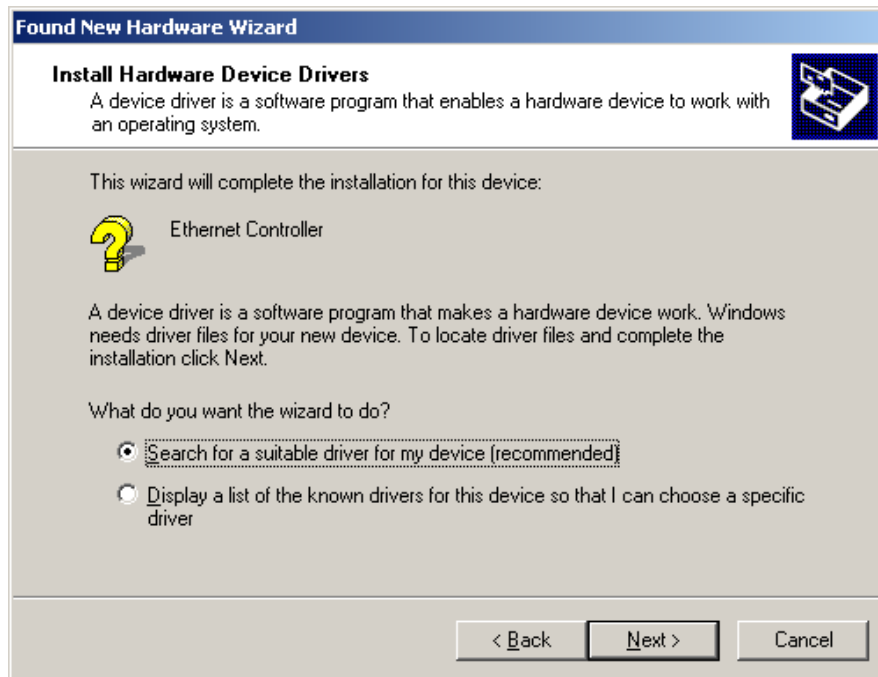 Found New Hardware Wizard
Install Hardware Device Drivers
A device driver is a software program that enables a hardware device to work with
an operating system.
This wizard will complete the installation for this device:
Ethernet Controller
A device driver is a software program that makes a hardware device work. Windows
needs driver files for your new device. To locate driver files and complete the
installation click Next.
What do you want the wizard to do?
Search for a suitable driver for my device (recommended)
Display a list of the known drivers for this device so that I can choose a specific
driver
< Back Next > Cancel